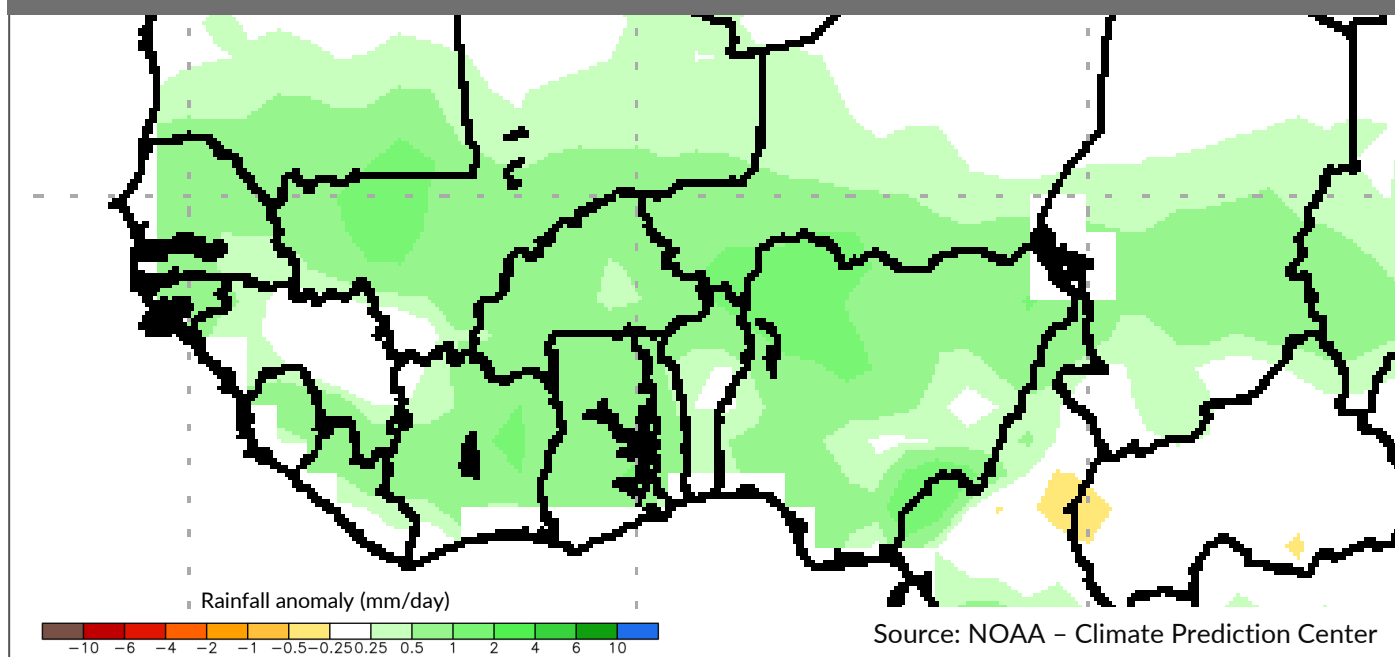 Rainfall anomaly (mm/day)
−10 −6 −4 −2 −1 −0.5−0.25 0.25 0.5 1 2 4 6 10
Source: NOAA – Climate Prediction Center